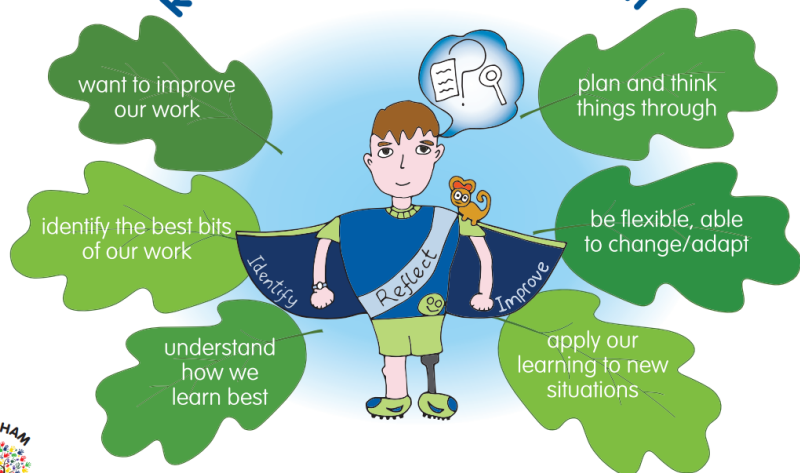 want to improve
our work
plan and think
things through
identify the best bits
of our work
be flexible, able
to change/adapt
Identify
Reflect
Improve
understand
how we
learn best
apply our
learning to new
situations
HAM